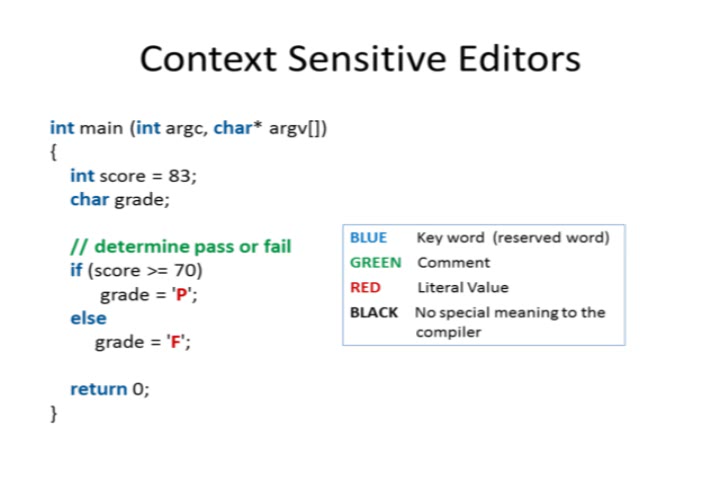 Context Sensitive Editors
int main (int argc, char* argv[])
{
int score = 83;
char grade;
// determine pass or fail
if (score >= 70)
grade = 'P';
else
grade = 'F';
return 0;
}
BLUE Key word (reserved word)
GREEN Comment
RED Literal Value
BLACK No special meaning to the
compiler